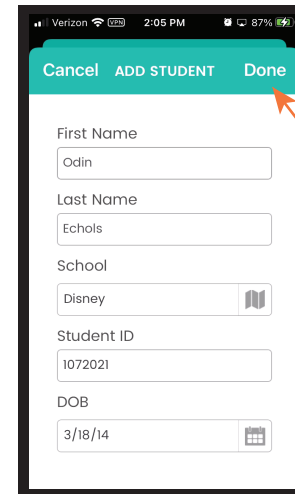 Verizon VPN 2:05 PM 87%
Cancel ADD STUDENT Done
First Name
Odin
Last Name
Echols
School
Disney
Student ID
1072021
DOB
3/18/14